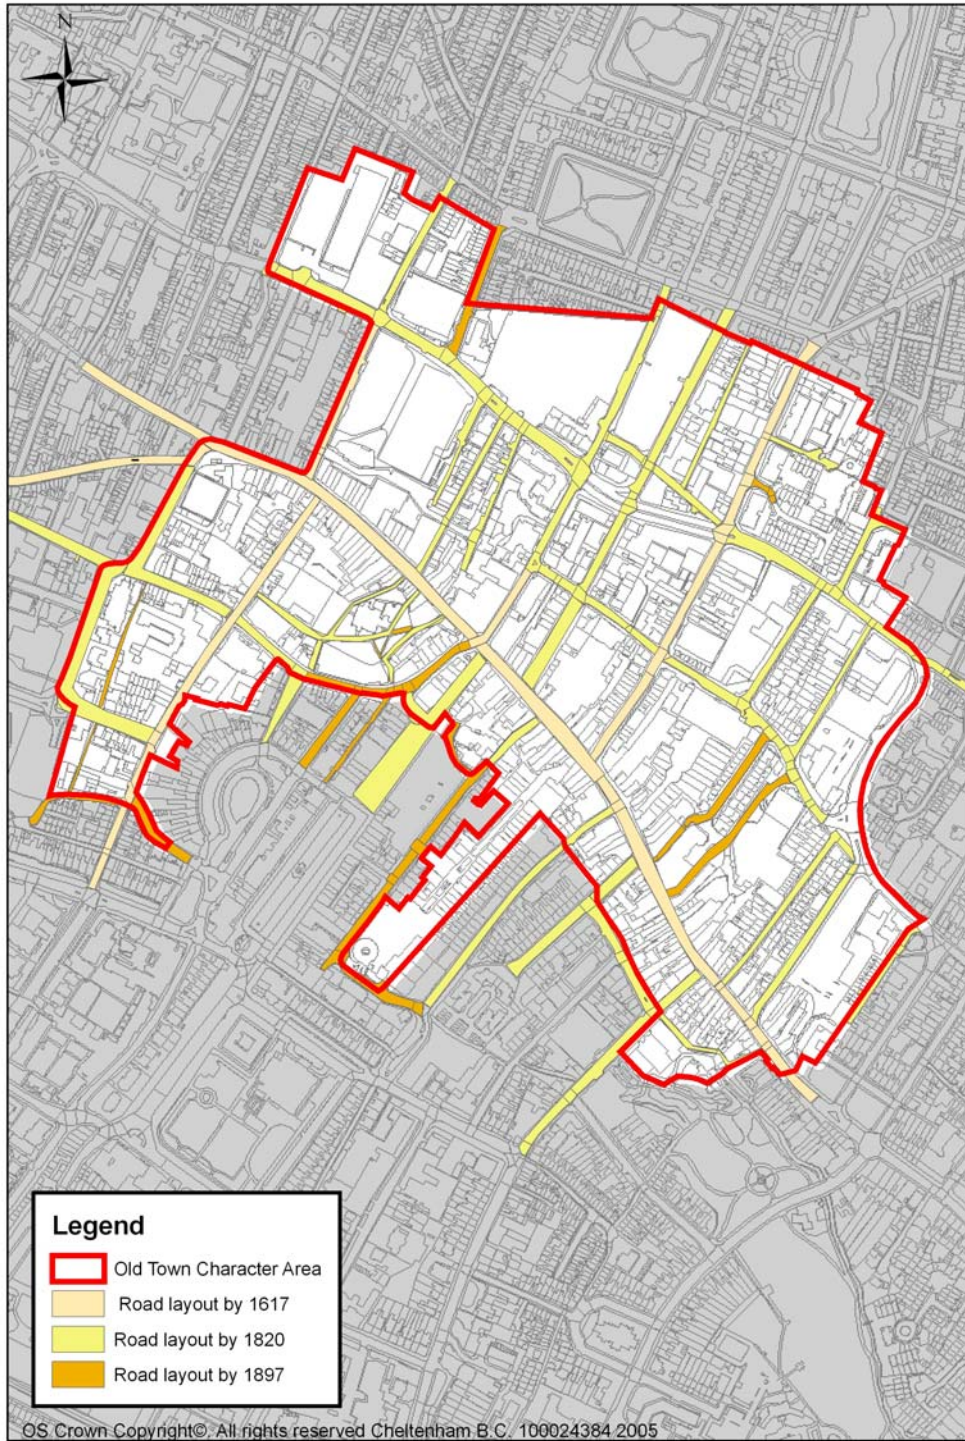 N
Legend
Old Town Character Area
Road layout by 1617
Road layout by 1820
Road layout by 1897
OS Crown Copyright©. All rights reserved Cheltenham B.C. 100024384 2005